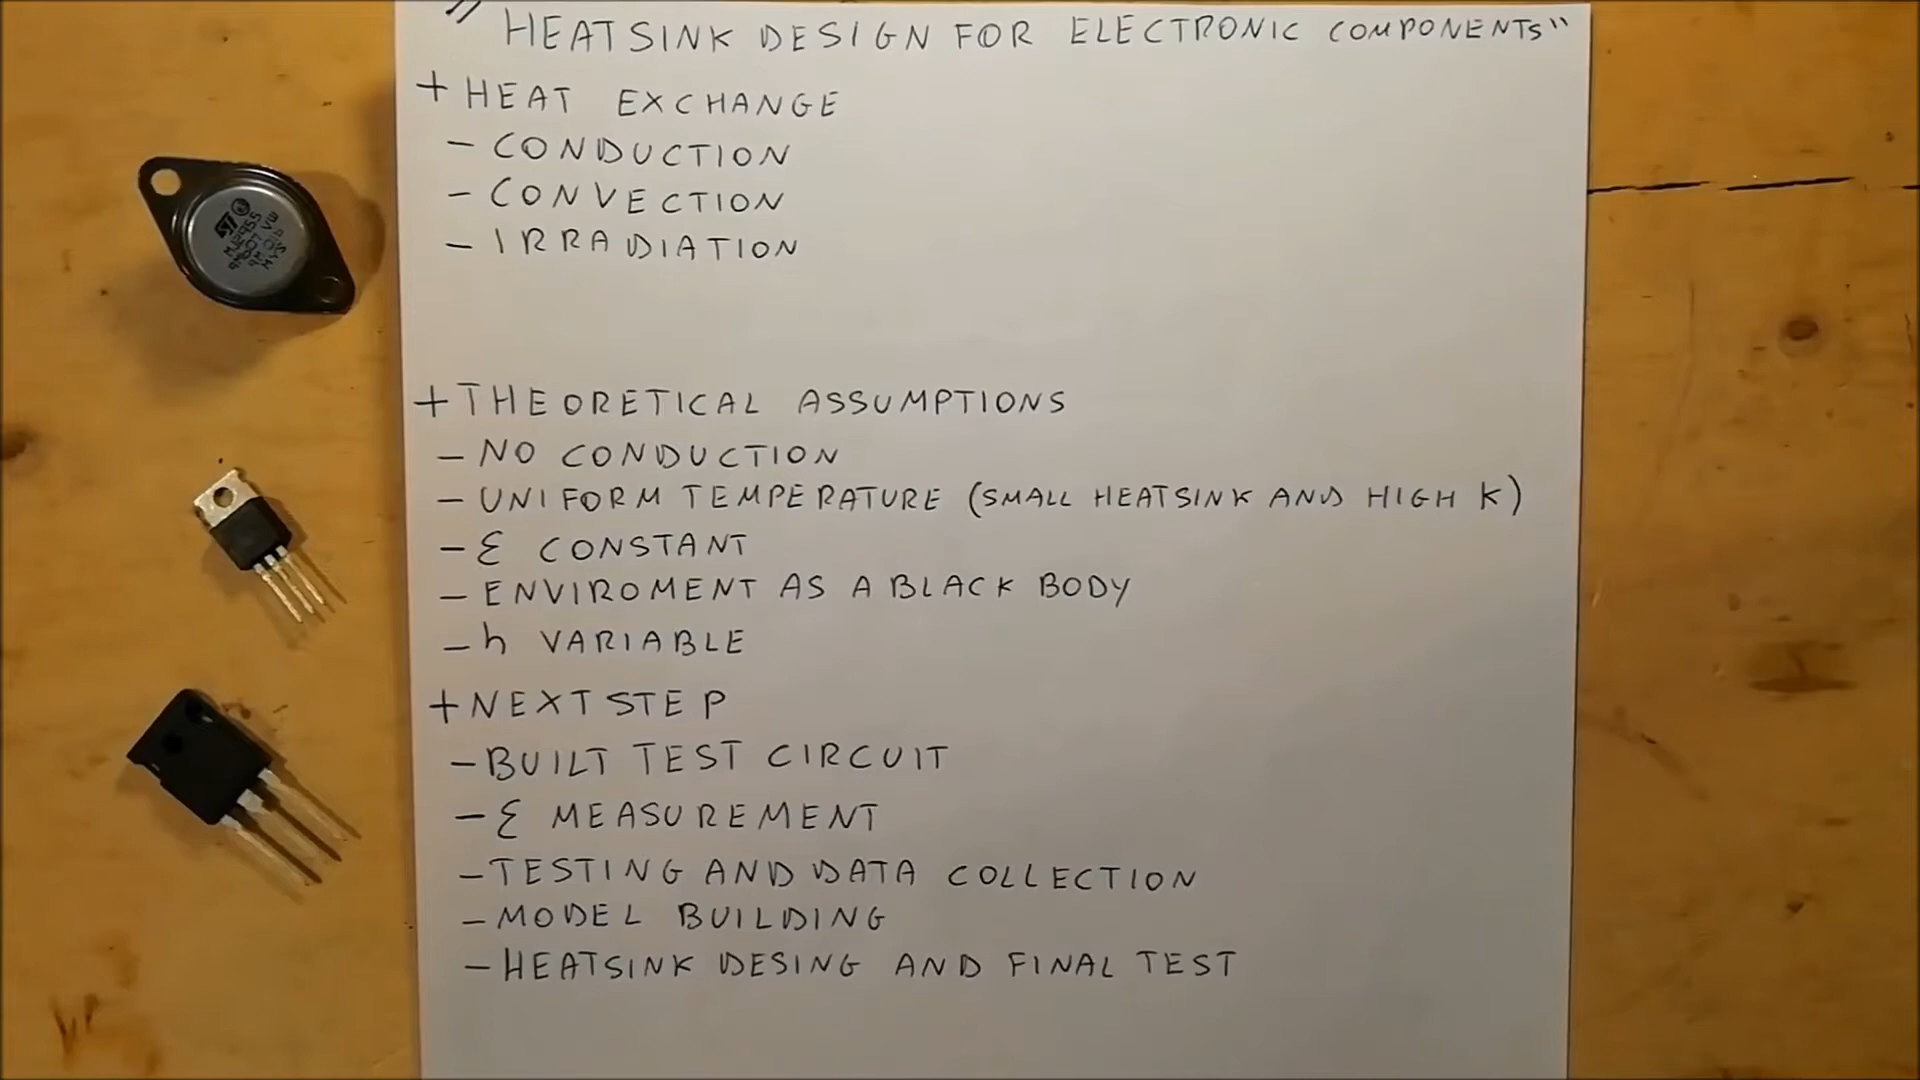 "HEATSINK DESIGN FOR ELECTRONIC COMPONENTS"
+ HEAT EXCHANGE
- CONDUCTION
- CONVECTION
- IRRADIATION
+ THEORETICAL ASSUMPTIONS
- NO CONDUCTION
- UNIFORM TEMPERATURE (SMALL HEATSINK AND HIGH K)
- Ɛ CONSTANT
- ENVIROMENT AS A BLACK BODY
- h VARIABLE
+ NEXT STEP
- BUILT TEST CIRCUIT
- Ɛ MEASUREMENT
- TESTING AND DATA COLLECTION
- MODEL BUILDING
- HEATSINK DESING AND FINAL TEST
ST
MJ2955